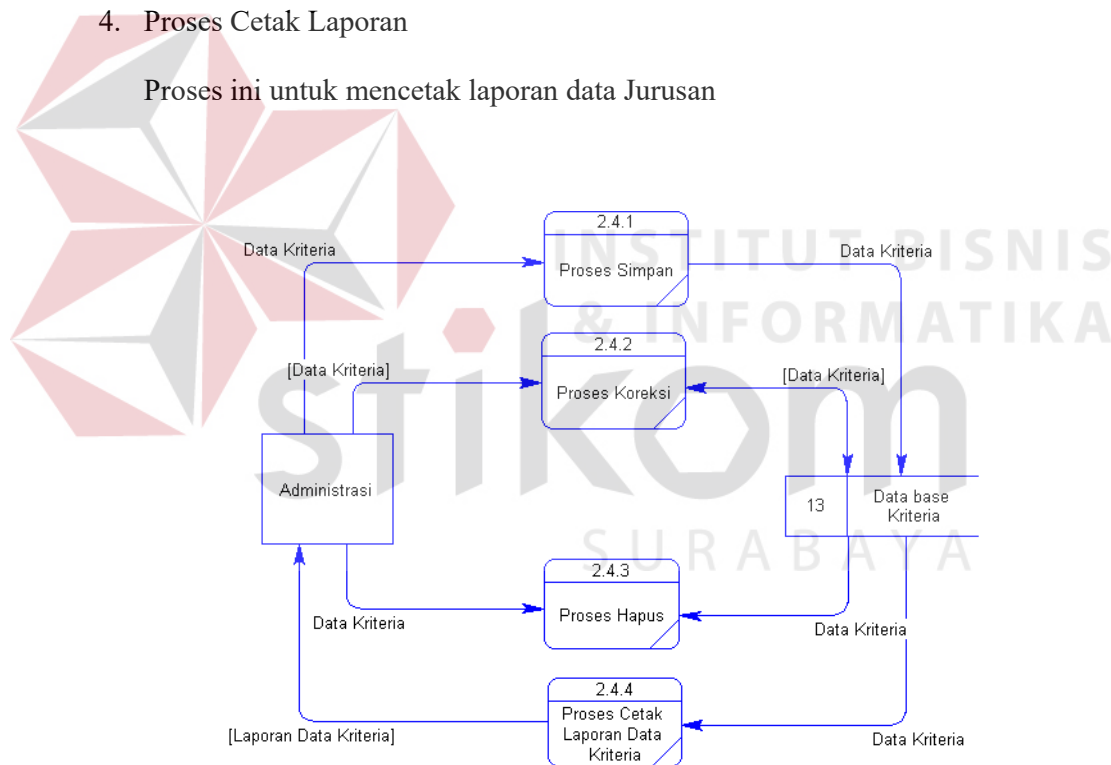 4. Proses Cetak Laporan
Proses ini untuk mencetak laporan data Jurusan
INSTITUT BISNIS
& INFORMATIKA
stikom
SURABAYA
2.4.1
Proses Simpan
Data Kriteria
Data Kriteria
2.4.2
Proses Koreksi
[Data Kriteria]
[Data Kriteria]
Administrasi
13
Data base
Kriteria
2.4.3
Proses Hapus
Data Kriteria
Data Kriteria
2.4.4
Proses Cetak
Laporan Data
Kriteria
[Laporan Data Kriteria]
Data Kriteria